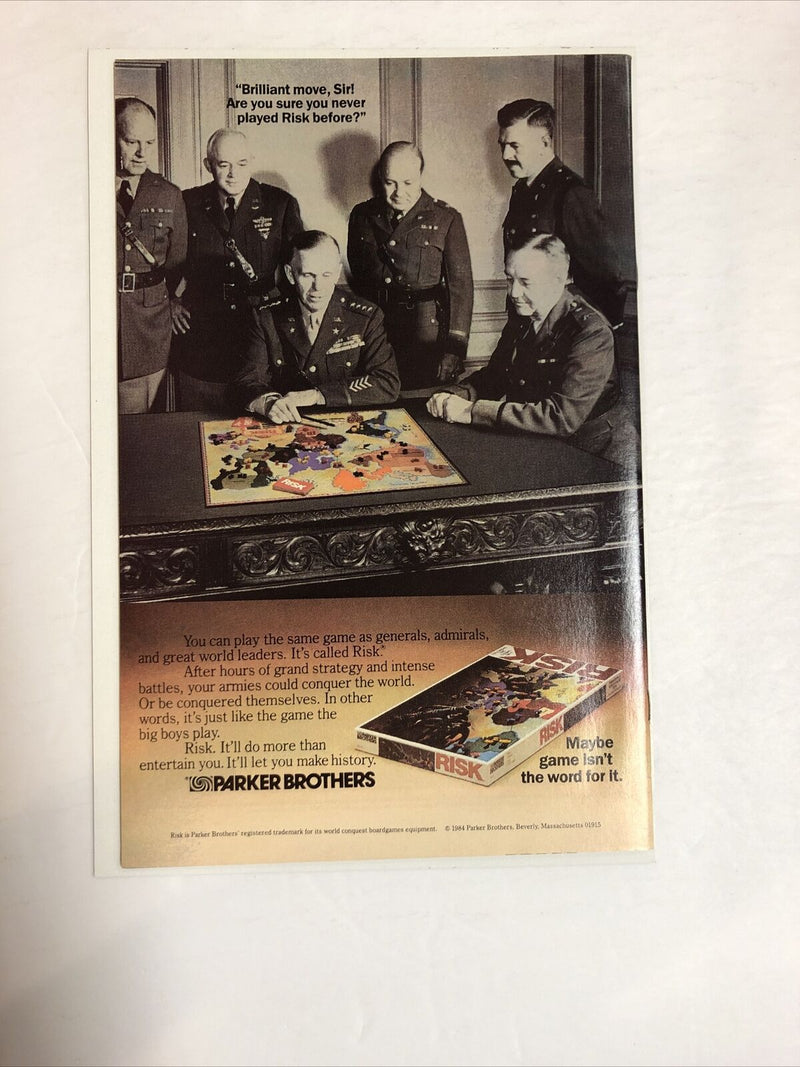 “Brilliant move, Sir!
Are you sure you never
played Risk before?”
RISK
You can play the same game as generals, admirals,
and great world leaders. It’s called Risk.®
After hours of grand strategy and intense
battles, your armies could conquer the world.
Or be conquered themselves. In other
words, it’s just like the game the
big boys play.
Risk. It’ll do more than
entertain you. It’ll let you make history.
PARKER BROTHERS
RISK
RISK
RISK
Maybe
game isn’t
the word for it.
Risk is Parker Brothers’ registered trademark for its world conquest boardgames equipment. © 1984 Parker Brothers, Beverly, Massachusetts 01915